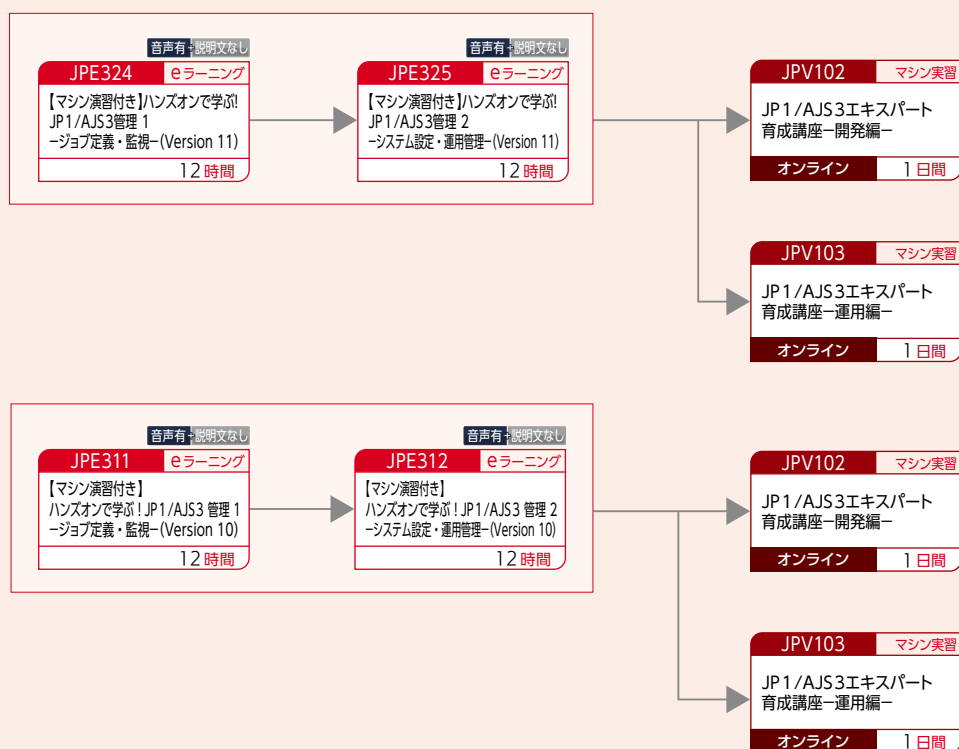 音声有+説明文なし
JPE324 eラーニング
【マシン演習付き】ハンズオンで学ぶ!
JP1/AJS3管理 1
−ジョブ定義・監視−(Version 11)
12時間
音声有+説明文なし
JPE325 eラーニング
【マシン演習付き】ハンズオンで学ぶ!
JP1/AJS3管理 2
−システム設定・運用管理−(Version 11)
12時間
JPV102 マシン実習
JP1/AJS3エキスパート
育成講座−開発編−
オンライン 1日間
JPV103 マシン実習
JP1/AJS3エキスパート
育成講座−運用編−
オンライン 1日間
音声有+説明文なし
JPE311 eラーニング
【マシン演習付き】
ハンズオンで学ぶ！JP1/AJS3 管理 1
−ジョブ定義・監視−(Version 10)
12時間
音声有+説明文なし
JPE312 eラーニング
【マシン演習付き】
ハンズオンで学ぶ！JP1/AJS3 管理 2
−システム設定・運用管理−(Version 10)
12時間
JPV102 マシン実習
JP1/AJS3エキスパート
育成講座−開発編−
オンライン 1日間
JPV103 マシン実習
JP1/AJS3エキスパート
育成講座−運用編−
オンライン 1日間